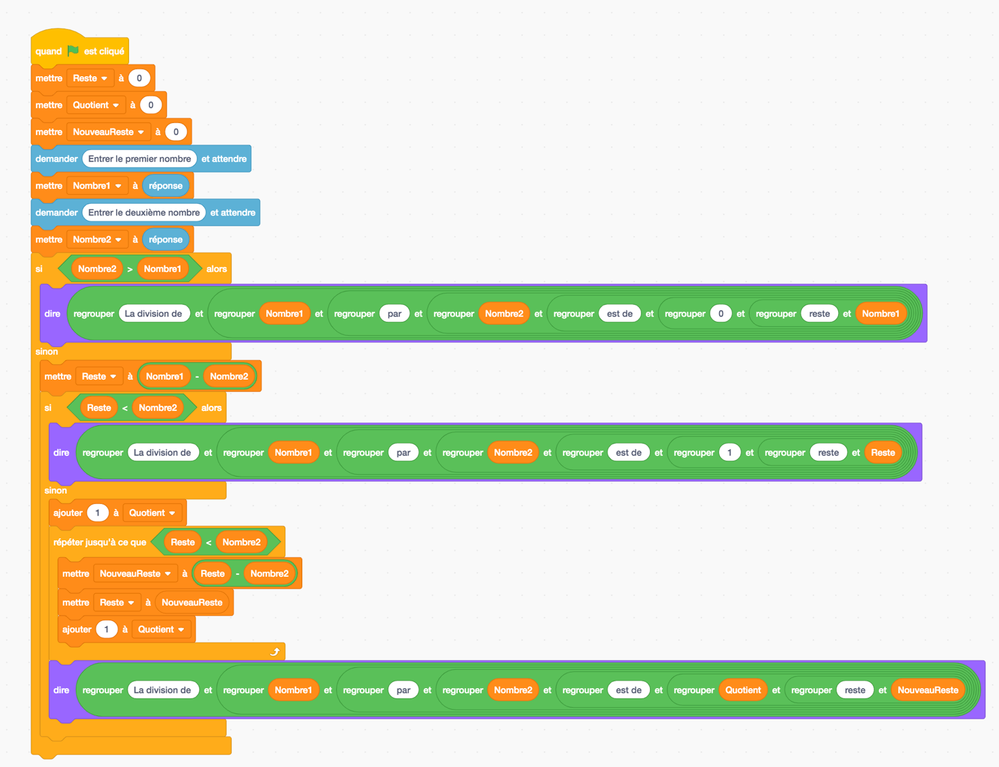 quand est cliqué
mettre Reste à 0
mettre Quotient à 0
mettre NouveauReste à 0
demander Entrer le premier nombre et attendre
mettre Nombre1 à réponse
demander Entrer le deuxième nombre et attendre
mettre Nombre2 à réponse
si Nombre2 > Nombre1 alors
dire regrouper La division de et regrouper Nombre1 et regrouper par et regrouper Nombre2 et regrouper est de et regrouper 0 et regrouper reste et Nombre1
sinon
mettre Reste à Nombre1 - Nombre2
si Reste < Nombre2 alors
dire regrouper La division de et regrouper Nombre1 et regrouper par et regrouper Nombre2 et regrouper est de et regrouper 1 et regrouper reste et Reste
sinon
ajouter 1 à Quotient
répéter jusqu'à ce que Reste < Nombre2
mettre NouveauReste à Reste - Nombre2
mettre Reste à NouveauReste
ajouter 1 à Quotient
dire regrouper La division de et regrouper Nombre1 et regrouper par et regrouper Nombre2 et regrouper est de et regrouper Quotient et regrouper reste et NouveauReste